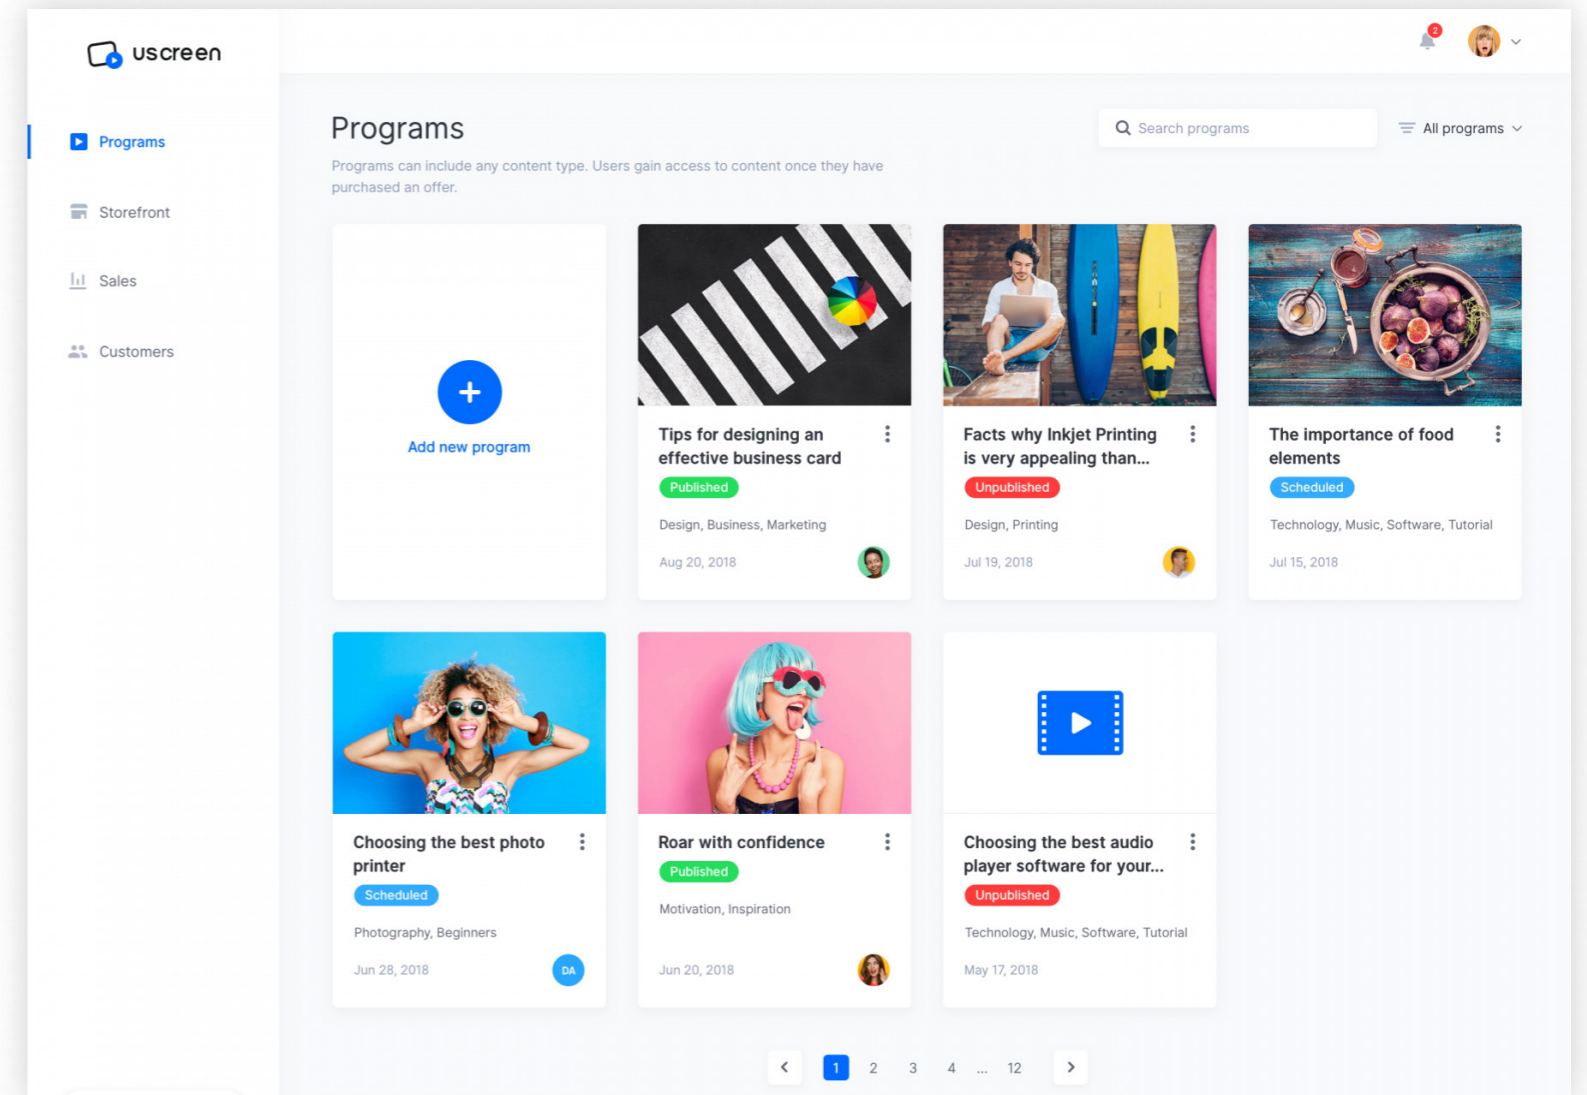 uscreen
2
Programs
Storefront
Sales
Customers
Programs
Search programs
All programs
Programs can include any content type. Users gain access to content once they have
purchased an offer.
Add new program
Tips for designing an
effective business card
Published
Design, Business, Marketing
Aug 20, 2018
Facts why Inkjet Printing
is very appealing than...
Unpublished
Design, Printing
Jul 19, 2018
The importance of food
elements
Scheduled
Technology, Music, Software, Tutorial
Jul 15, 2018
Choosing the best photo
printer
Scheduled
Photography, Beginners
Jun 28, 2018
DA
Roar with confidence
Published
Motivation, Inspiration
Jun 20, 2018
Choosing the best audio
player software for your...
Unpublished
Technology, Music, Software, Tutorial
May 17, 2018
1 2 3 4 ... 12